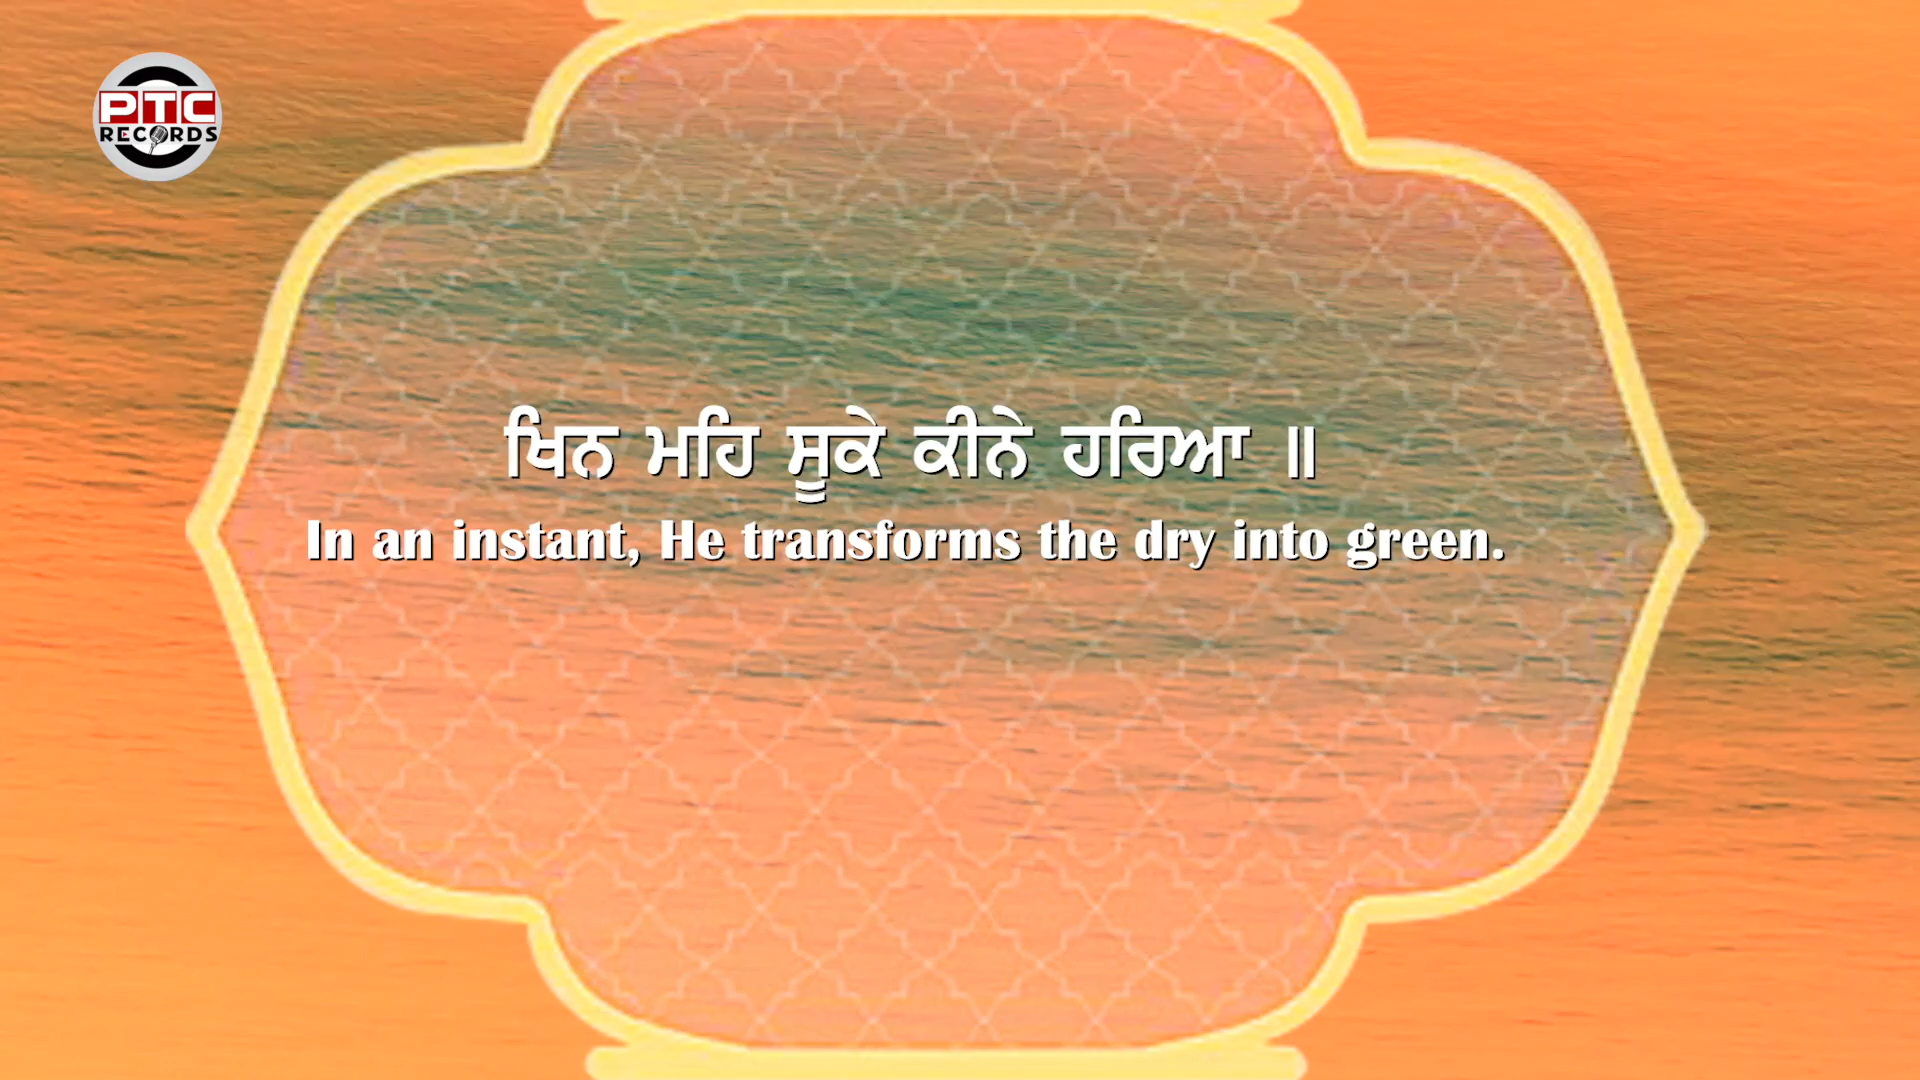 PTC
RECORDS
ਖਿਨ ਮਹਿ ਸੂਕੇ ਕੀਨੇ ਹਰਿਆ ॥
In an instant, He transforms the dry into green.